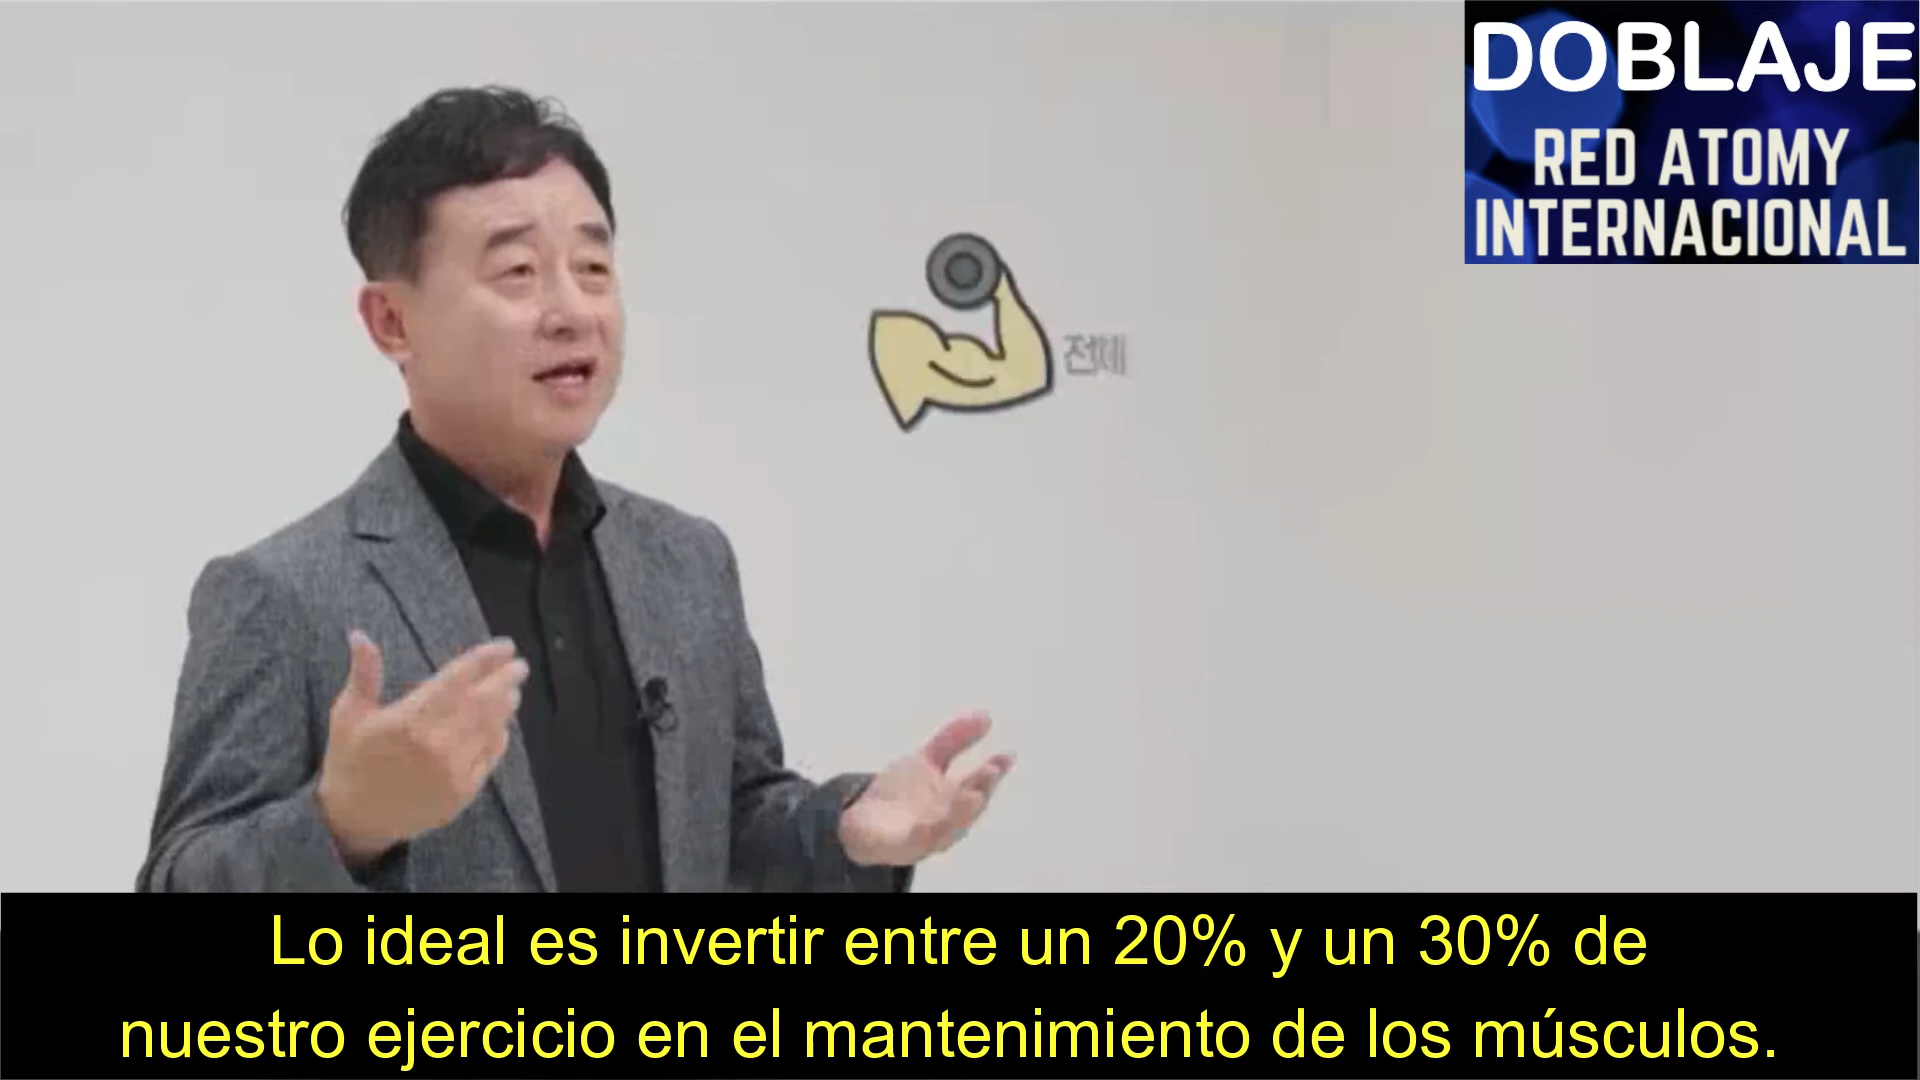 DOBLAJE
RED ATOMY
INTERNACIONAL
전체
Lo ideal es invertir entre un 20% y un 30% de
nuestro ejercicio en el mantenimiento de los músculos.